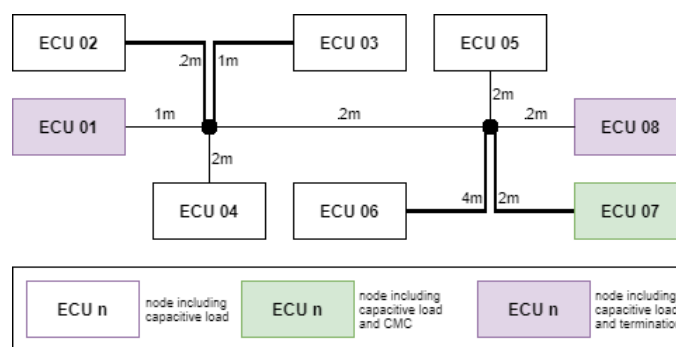 ECU 02
ECU 03
ECU 05
.2m
1m
2m
ECU 01
1m
.2m
.2m
ECU 08
2m
ECU 04
ECU 06
4m
2m
ECU 07
ECU n
node including
capacitive load
ECU n
node including
capacitive load
and CMC
ECU n
node including
capacitive load
and termination